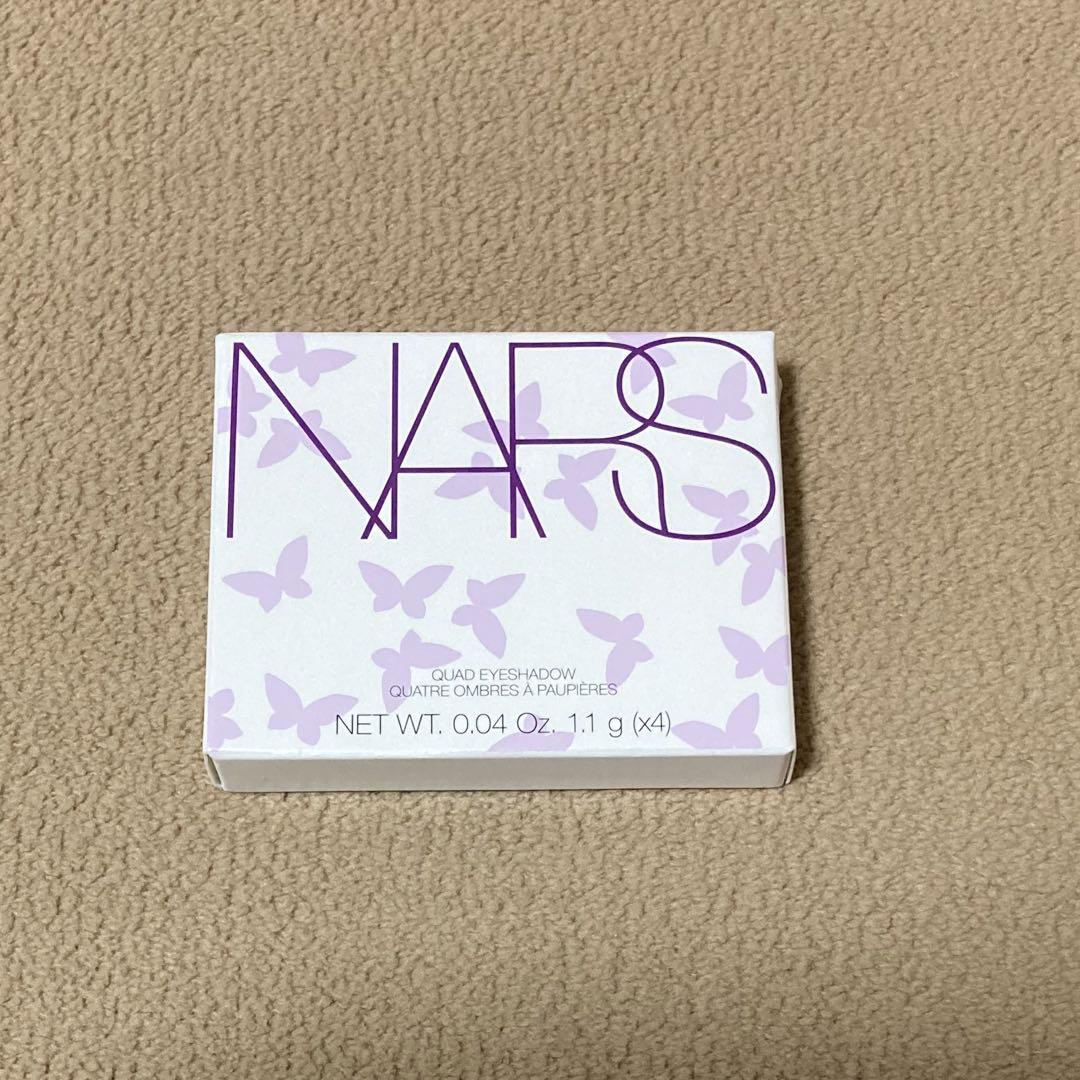 NARS
QUAD EYESHADOW
QUATRE OMBRES À PAUPIÈRES
NET WT. 0.04 Oz. 1.1 g (x4)